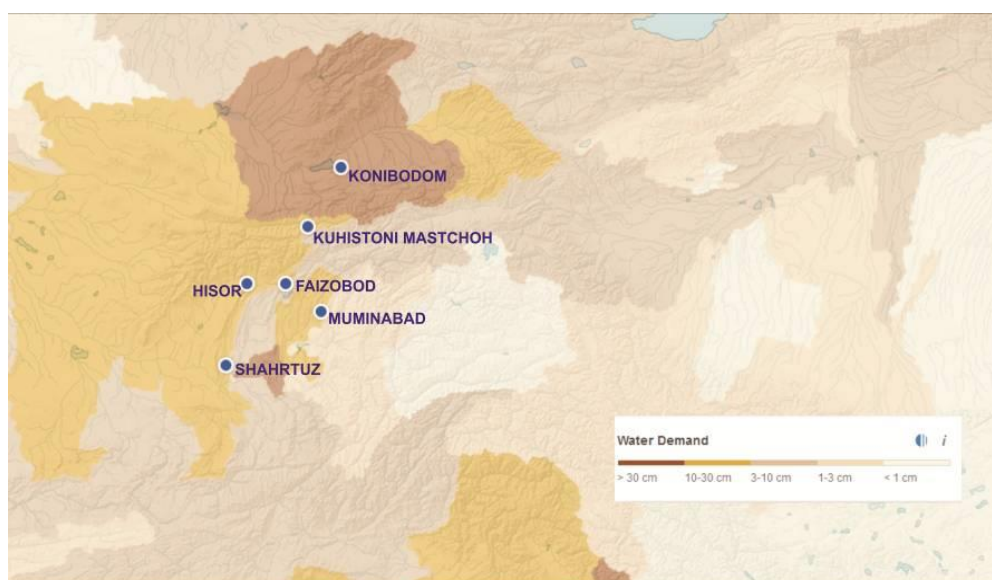 KONIBODOM
KUHISTONI MASTCHOH
HISOR
FAIZOBOD
MUMINABAD
SHAHRTUZ
Water Demand
i
> 30 cm 10-30 cm 3-10 cm 1-3 cm < 1 cm